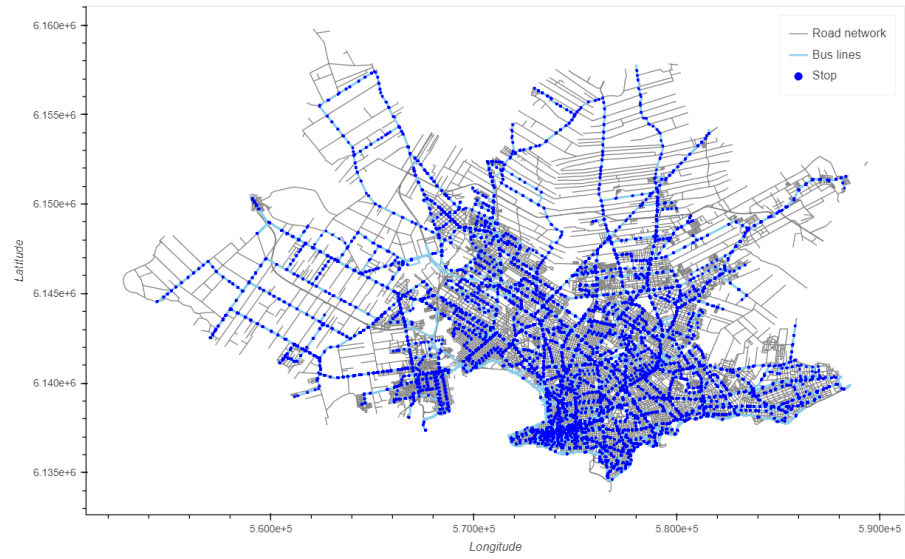 6.160e+6
6.155e+6
6.150e+6
6.145e+6
6.140e+6
6.135e+6
Latitude
5.600e+5
5.700e+5
5.800e+5
5.900e+5
Longitude
Road network
Bus lines
Stop